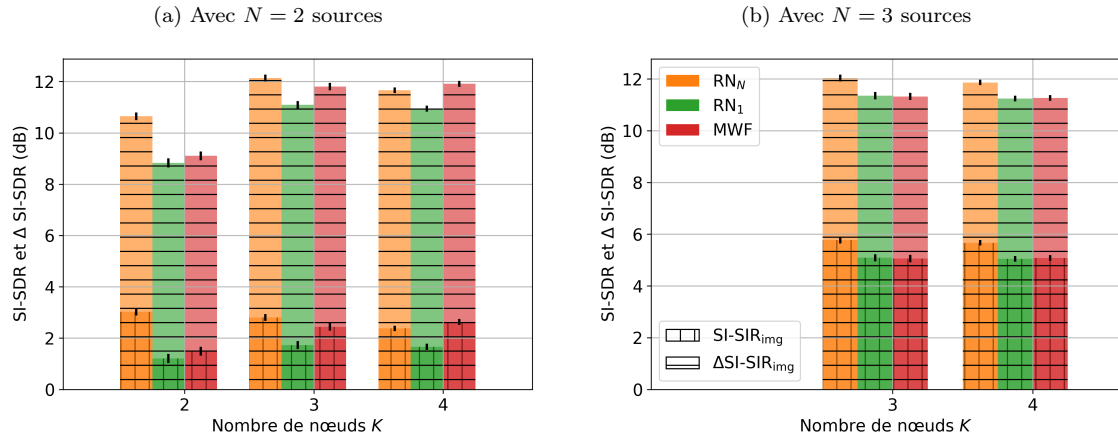 (a) Avec N = 2 sources
SI-SDR et Δ SI-SDR (dB)
12
10
8
6
4
2
0
2 3 4
Nombre de nœuds K
(b) Avec N = 3 sources
SI-SDR et Δ SI-SDR (dB)
12
10
8
6
4
2
0
RN_N
RN_1
MWF
SI-SIR_img
ΔSI-SIR_img
3 4
Nombre de nœuds K